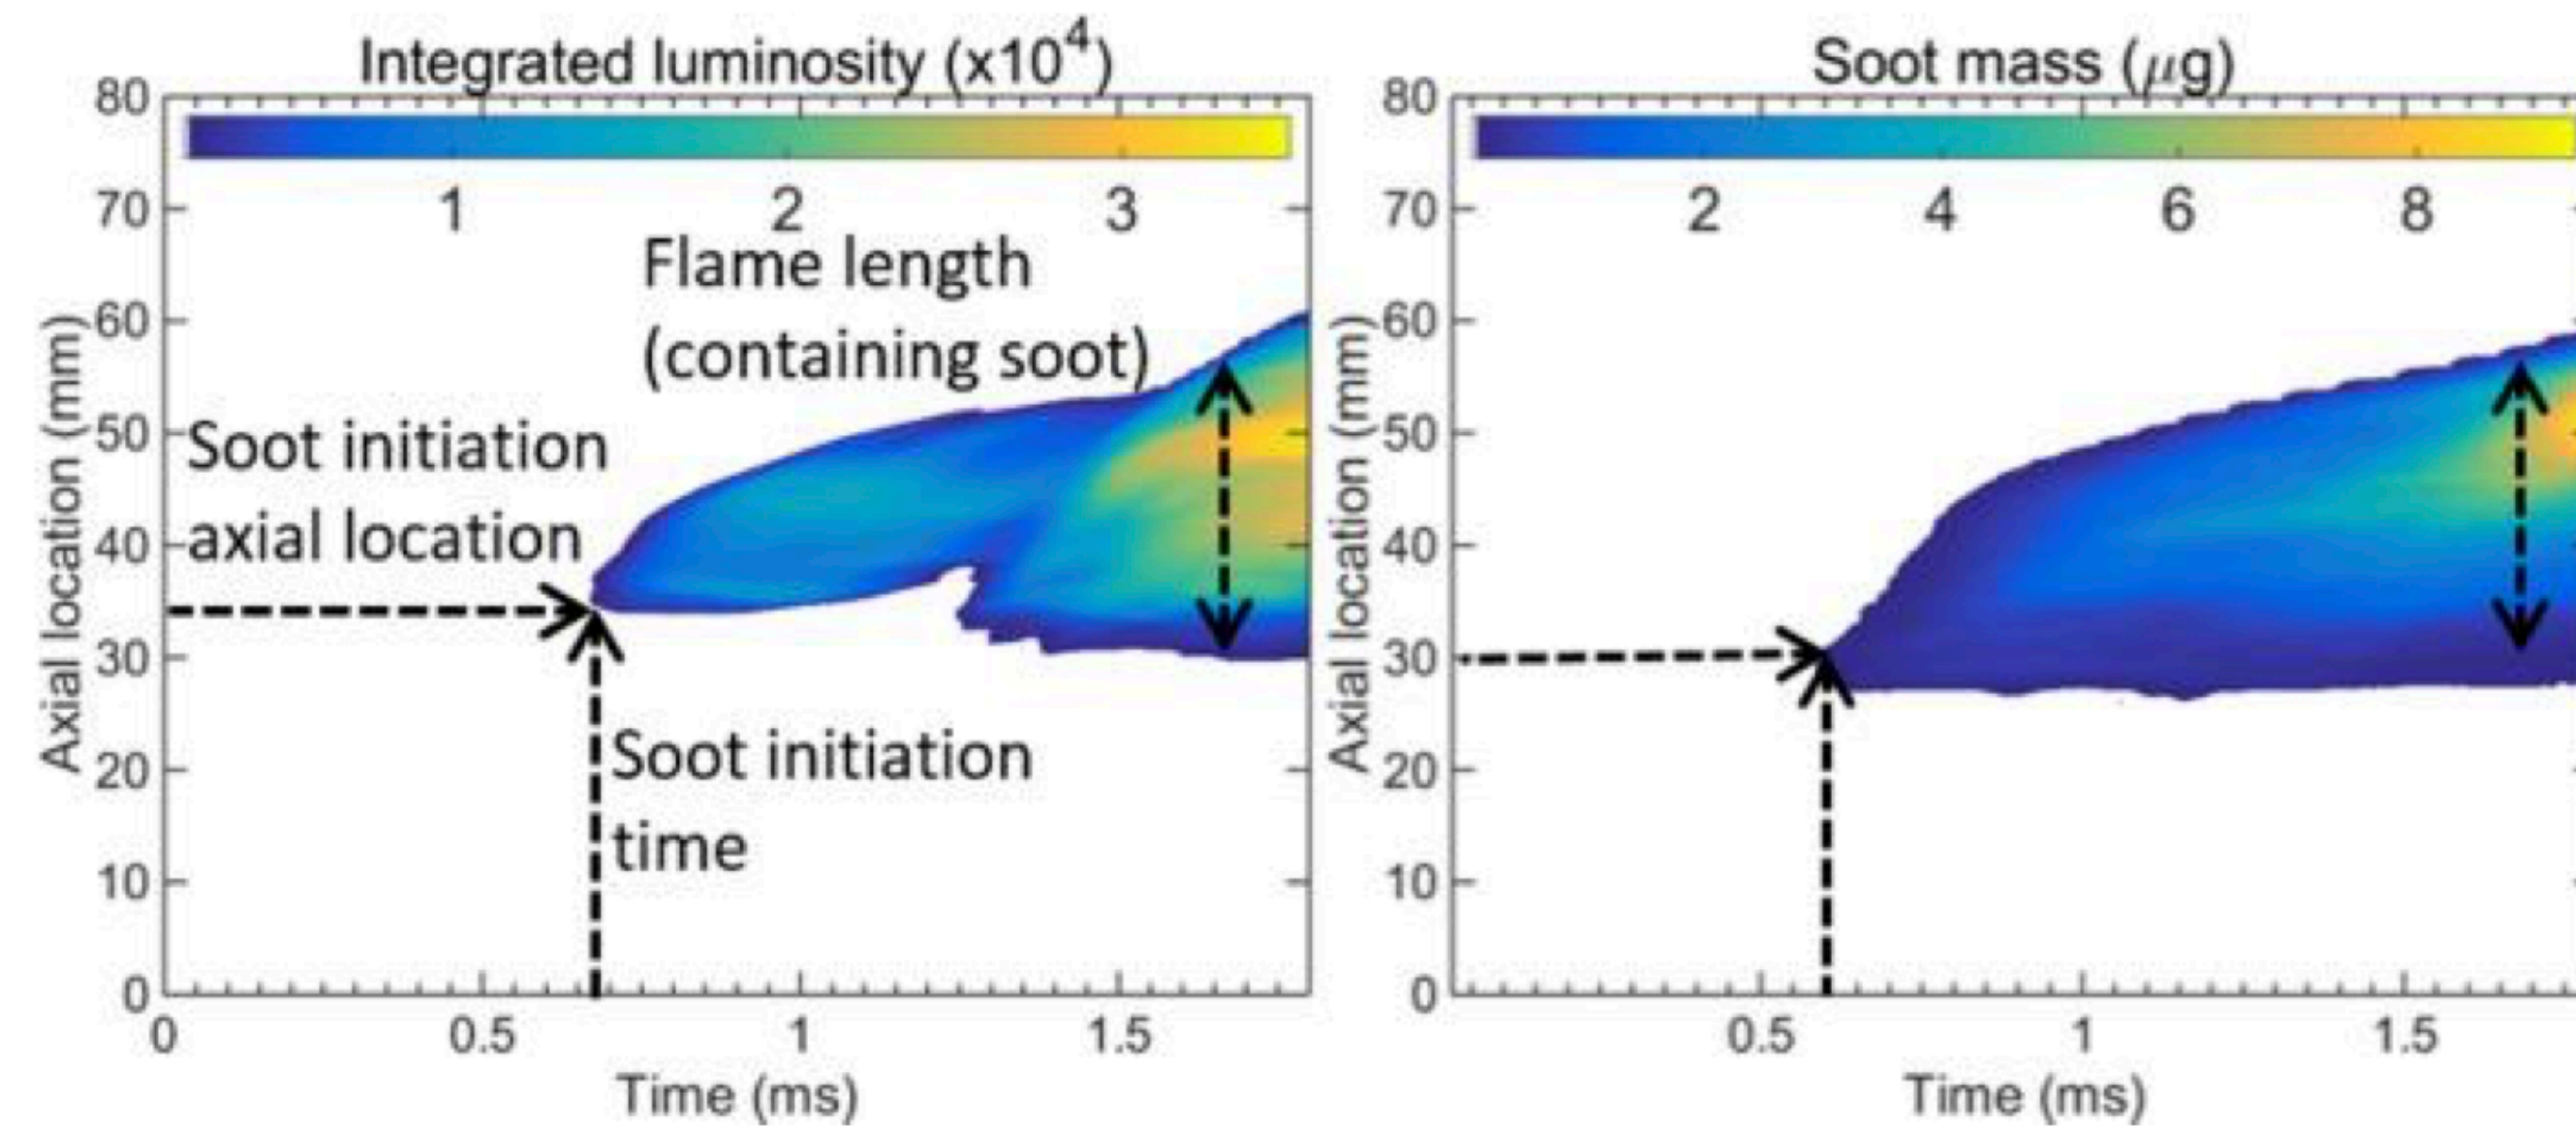 Integrated luminosity (x10⁴)
80
1 2 3
70
Flame length
(containing soot)
60
50
Soot initiation
axial location
40
30
Soot initiation
time
20
10
0
0 0.5 1 1.5
Axial location (mm)
Time (ms)
Soot mass (μg)
80
2 4 6 8
70
60
50
40
30
20
10
0
0.5 1 1.5
Axial location (mm)
Time (ms)